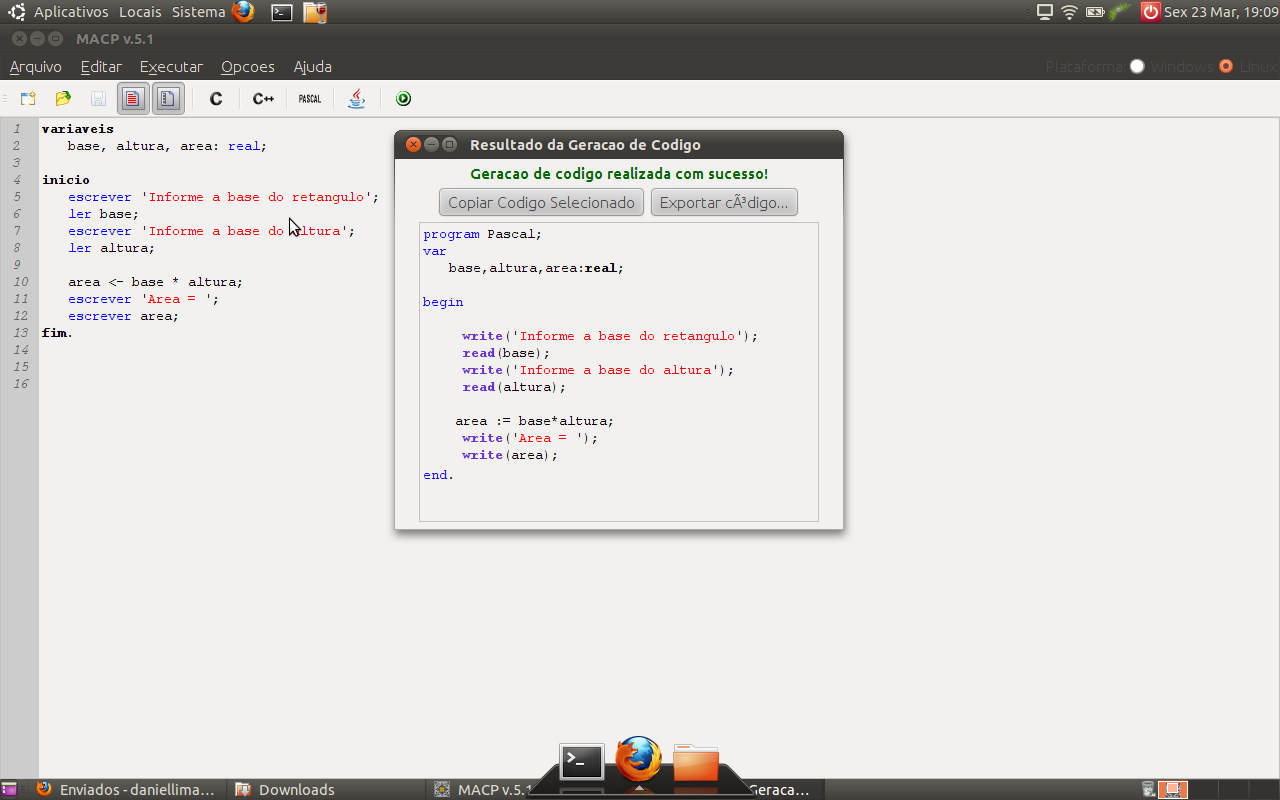 Aplicativos Locais Sistema Sex 23 Mar, 19:09
MACP v.5.1
Arquivo Editar Executar Opcoes Ajuda Plataforma: Windows Linux
C C++ PASCAL
1 variaveis
2 base, altura, area: real;
3
4 inicio
5 escrever 'Informe a base do retangulo';
6 ler base;
7 escrever 'Informe a base do altura';
8 ler altura;
9
10 area <- base * altura;
11 escrever 'Area = ';
12 escrever area;
13 fim.
14
15
16
Resultado da Geracao de Codigo
Geracao de codigo realizada com sucesso!
Copiar Codigo Selecionado Exportar cÃ³digo...
program Pascal;
var
base,altura,area:real;
begin
write('Informe a base do retangulo');
read(base);
write('Informe a base do altura');
read(altura);
area := base*altura;
write('Area = ');
write(area);
end.
Enviados - daniellima... Downloads MACP v.5.1 Geraca...